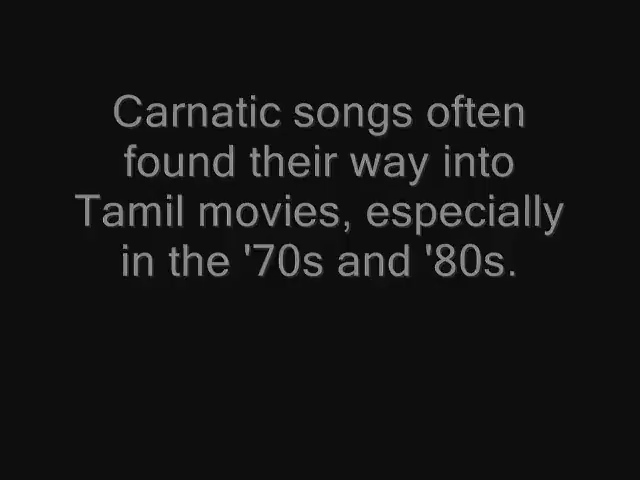 Carnatic songs often
found their way into
Tamil movies, especially
in the '70s and '80s.